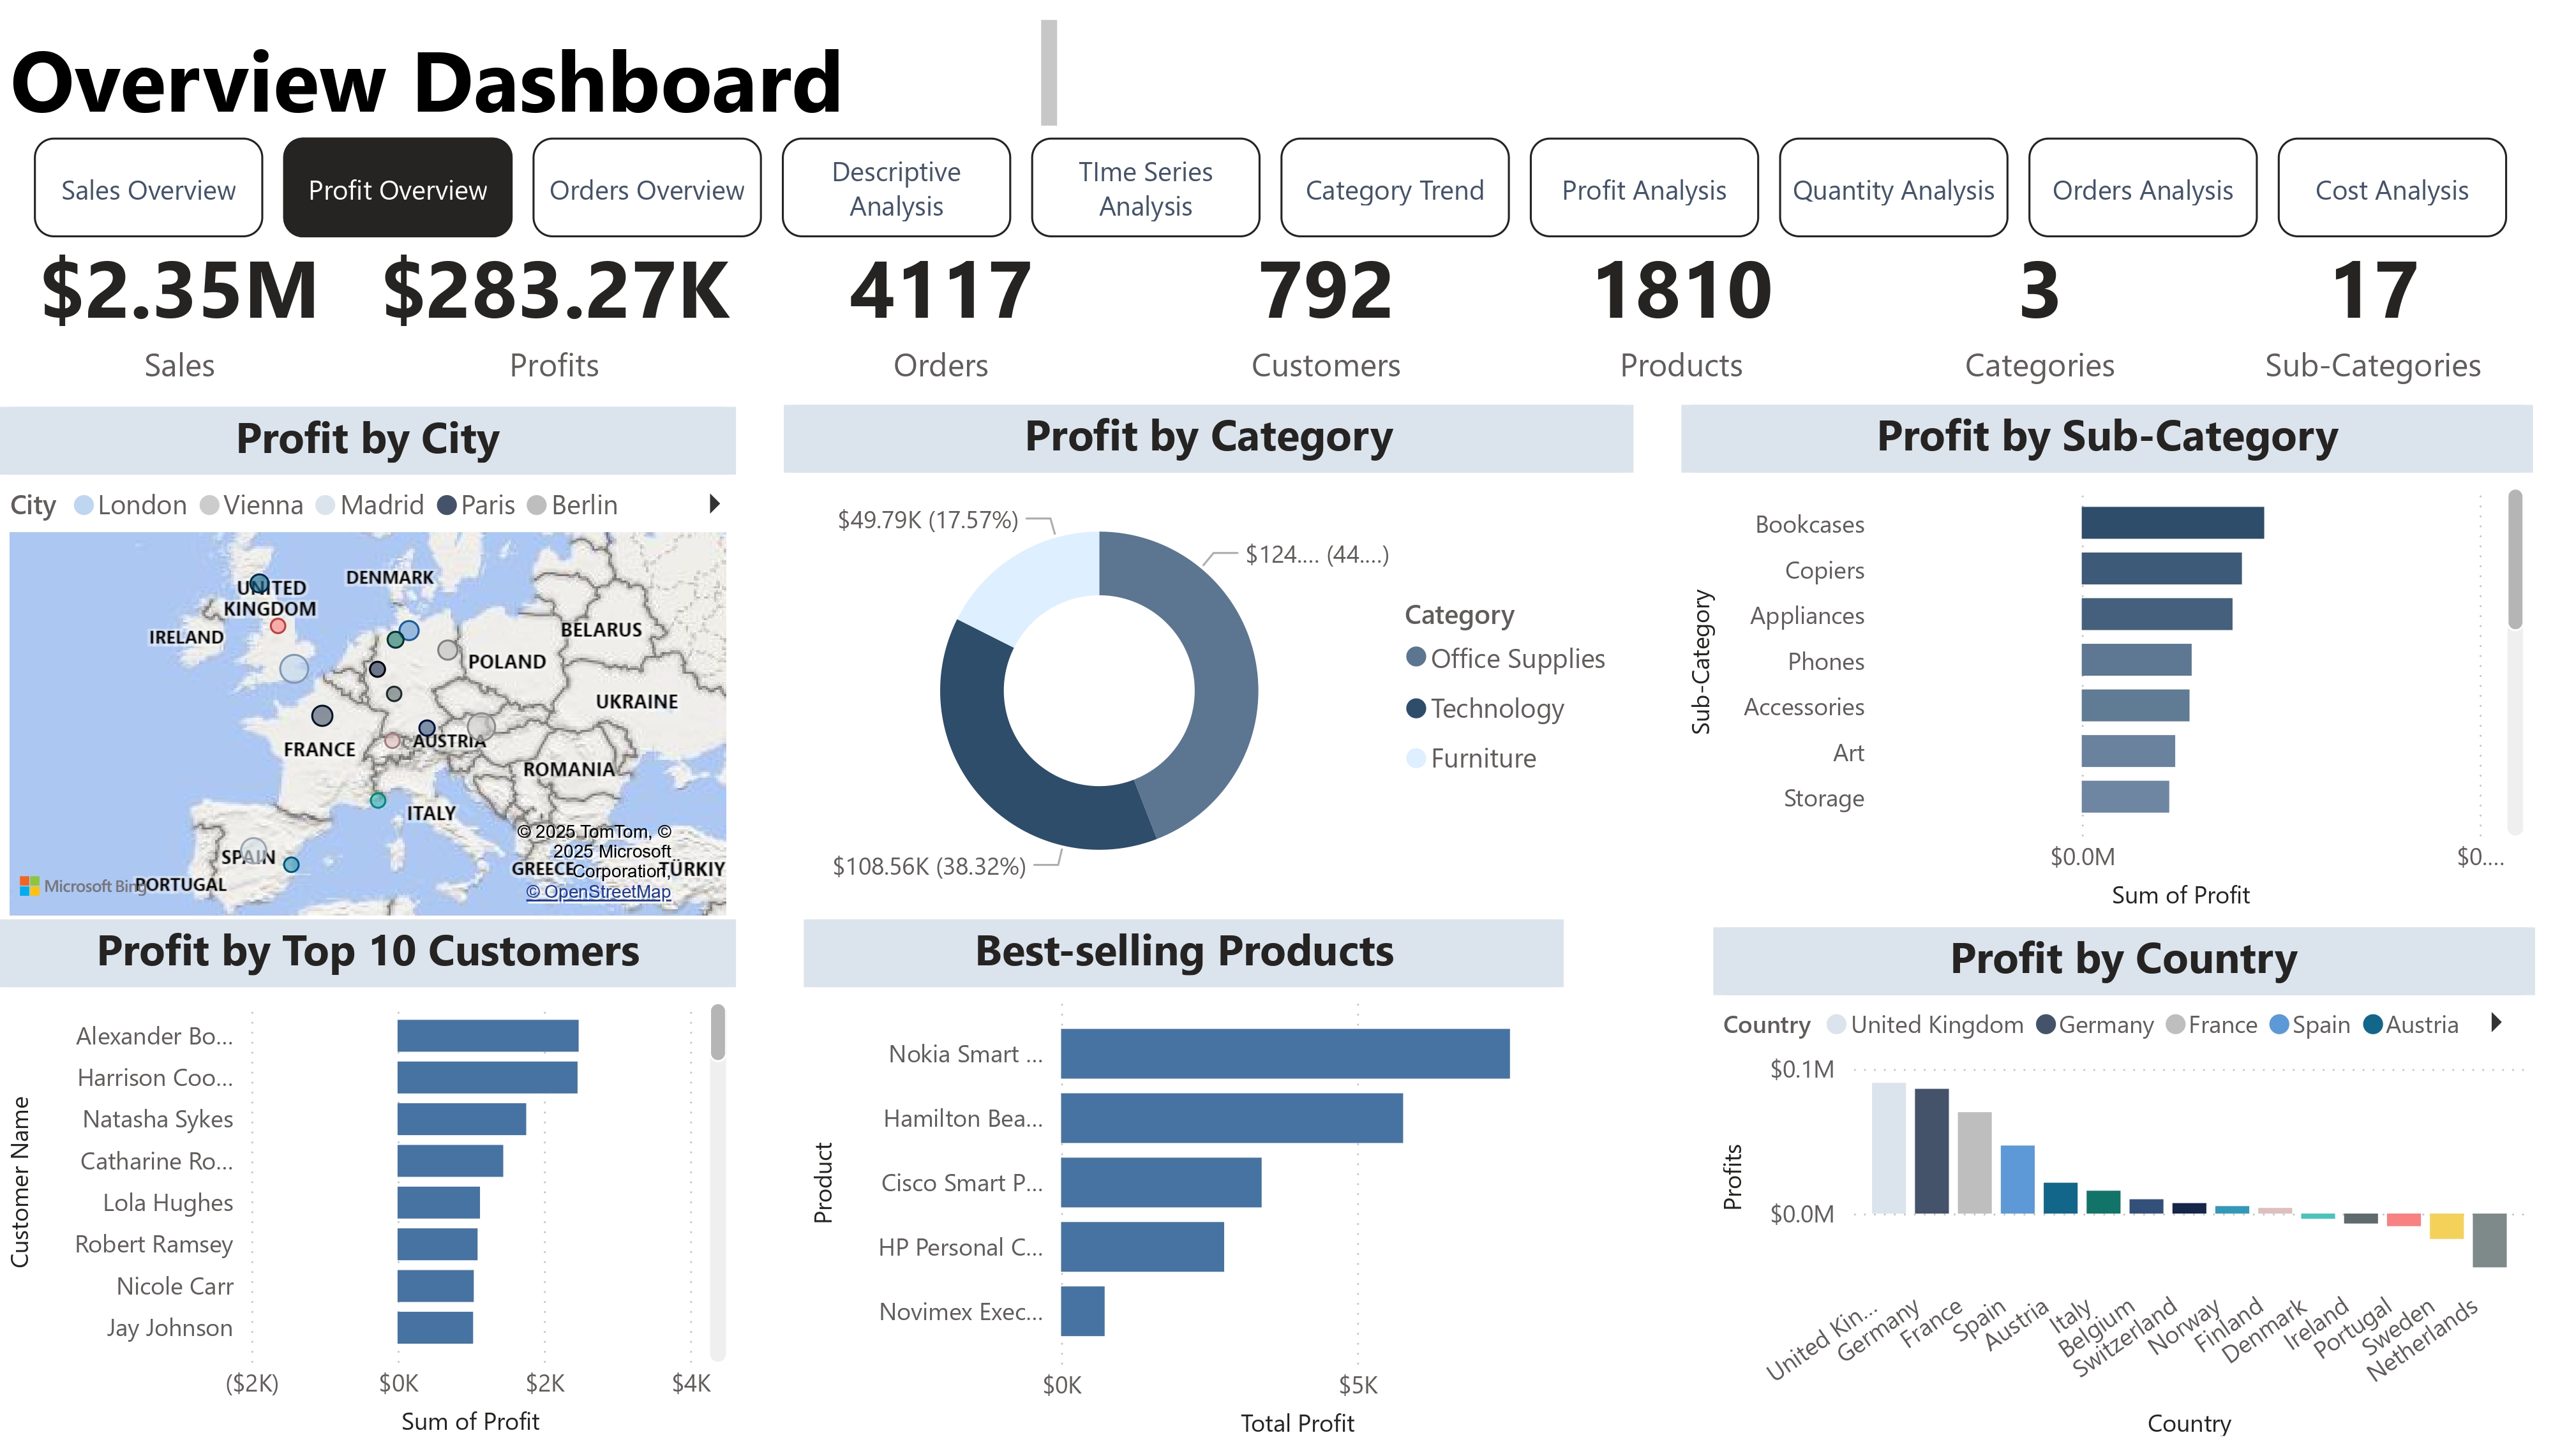 Overview Dashboard
Sales Overview
Profit Overview
Orders Overview
Descriptive
Analysis
TIme Series
Analysis
Category Trend
Profit Analysis
Quantity Analysis
Orders Analysis
Cost Analysis
$2.35M
Sales
$283.27K
Profits
4117
Orders
792
Customers
1810
Products
3
Categories
17
Sub-Categories
Profit by City
City London Vienna Madrid Paris Berlin
UNITED
KINGDOM
DENMARK
IRELAND
BELARUS
POLAND
UKRAINE
FRANCE
AUSTRIA
ROMANIA
ITALY
SPAIN
PORTUGAL
GREECE
TÜRKIY
Microsoft Bing
© 2025 TomTom, ©
2025 Microsoft
Corporation,
© OpenStreetMap
Profit by Category
$49.79K (17.57%)
$124.... (44....)
$108.56K (38.32%)
Category
Office Supplies
Technology
Furniture
Profit by Sub-Category
Sub-Category
Bookcases
Copiers
Appliances
Phones
Accessories
Art
Storage
$0.0M $0....
Sum of Profit
Profit by Top 10 Customers
Customer Name
Alexander Bo...
Harrison Coo...
Natasha Sykes
Catharine Ro...
Lola Hughes
Robert Ramsey
Nicole Carr
Jay Johnson
($2K) $0K $2K $4K
Sum of Profit
Best-selling Products
Product
Nokia Smart ...
Hamilton Bea...
Cisco Smart P...
HP Personal C...
Novimex Exec...
$0K $5K
Total Profit
Profit by Country
Country United Kingdom Germany France Spain Austria
Profits
$0.1M
$0.0M
United Kin...
Germany
France
Spain
Austria
Italy
Belgium
Switzerland
Norway
Finland
Denmark
Ireland
Portugal
Sweden
Netherlands
Country